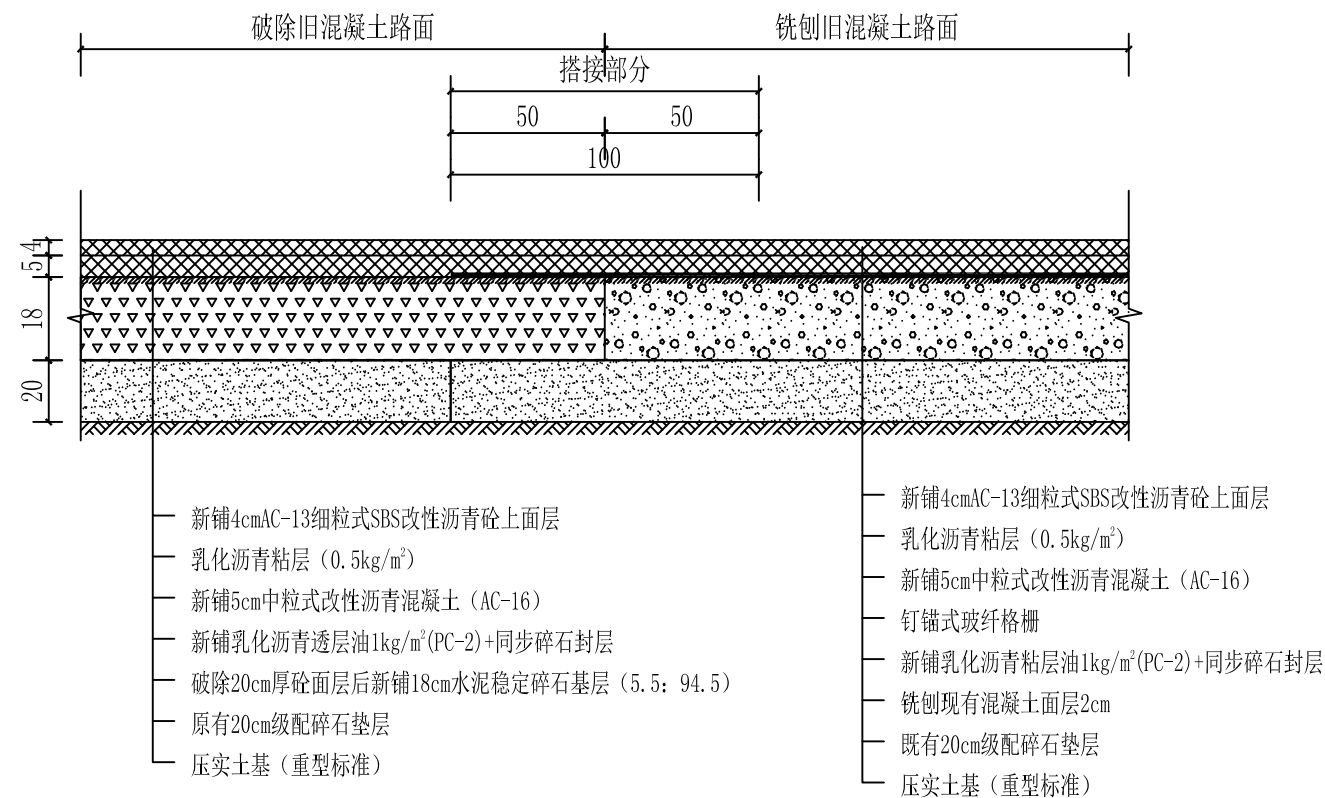 破除旧混凝土路面
铣刨旧混凝土路面
搭接部分
50
50
100
4
5
18
20
新铺4cmAC-13细粒式SBS改性沥青砼上面层
乳化沥青粘层（0.5kg/m²）
新铺5cm中粒式改性沥青混凝土（AC-16）
新铺乳化沥青透层油1kg/m²(PC-2)+同步碎石封层
破除20cm厚砼面层后新铺18cm水泥稳定碎石基层（5.5：94.5）
原有20cm级配碎石垫层
压实土基（重型标准）
新铺4cmAC-13细粒式SBS改性沥青砼上面层
乳化沥青粘层（0.5kg/m²）
新铺5cm中粒式改性沥青混凝土（AC-16）
钉锚式玻纤格栅
新铺乳化沥青粘层油1kg/m²(PC-2)+同步碎石封层
铣刨现有混凝土面层2cm
既有20cm级配碎石垫层
压实土基（重型标准）